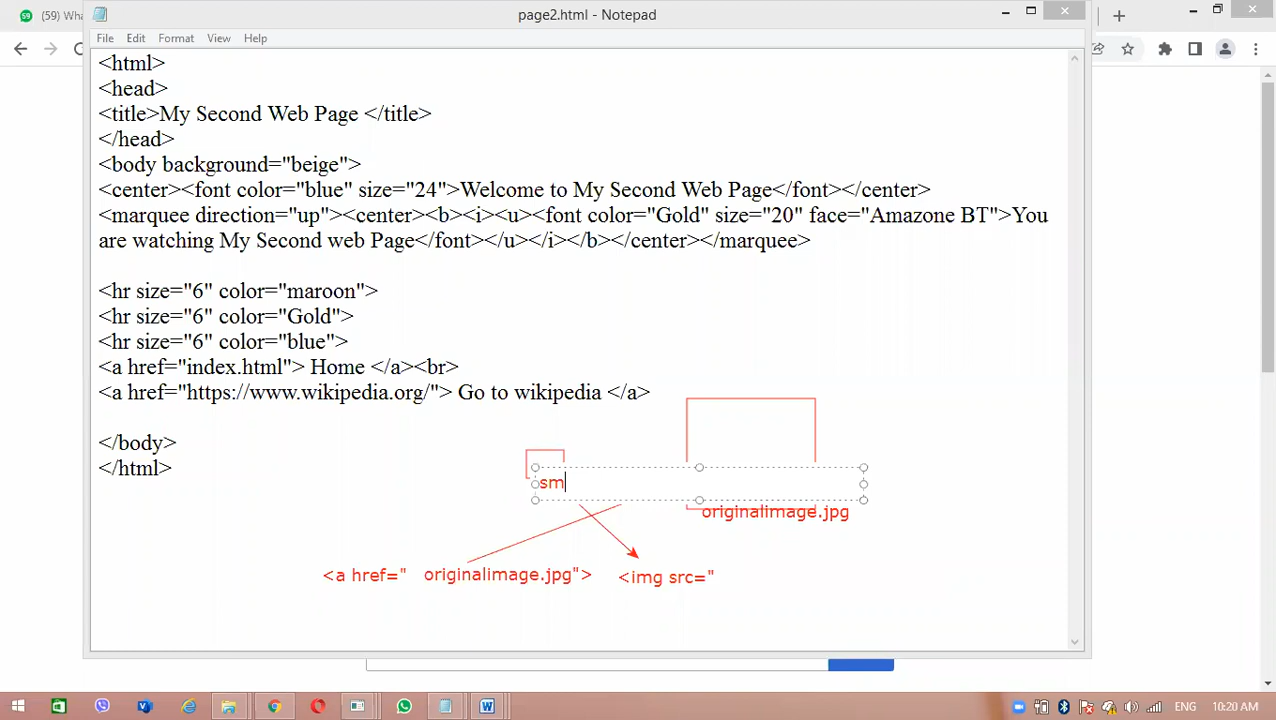 (59) Wha
page2.html - Notepad
File Edit Format View Help
<html>
<head>
<title>My Second Web Page </title>
</head>
<body background="beige">
<center><font color="blue" size="24">Welcome to My Second Web Page</font></center>
<marquee direction="up"><center><b><i><u><font color="Gold" size="20" face="Amazone BT">You
are watching My Second web Page</font></u></i></b></center></marquee>
<hr size="6" color="maroon">
<hr size="6" color="Gold">
<hr size="6" color="blue">
<a href="index.html"> Home </a><br>
<a href="https://www.wikipedia.org/"> Go to wikipedia </a>
</body>
</html>
sm
originalimage.jpg
<a href=" originalimage.jpg"> <img src="
ENG 10:20 AM